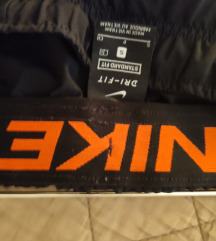 MADE IN VIETNAM
FABRIQUÉ AU VIETNAM
S
P
STANDARD FIT
DRI-FIT
NIKE